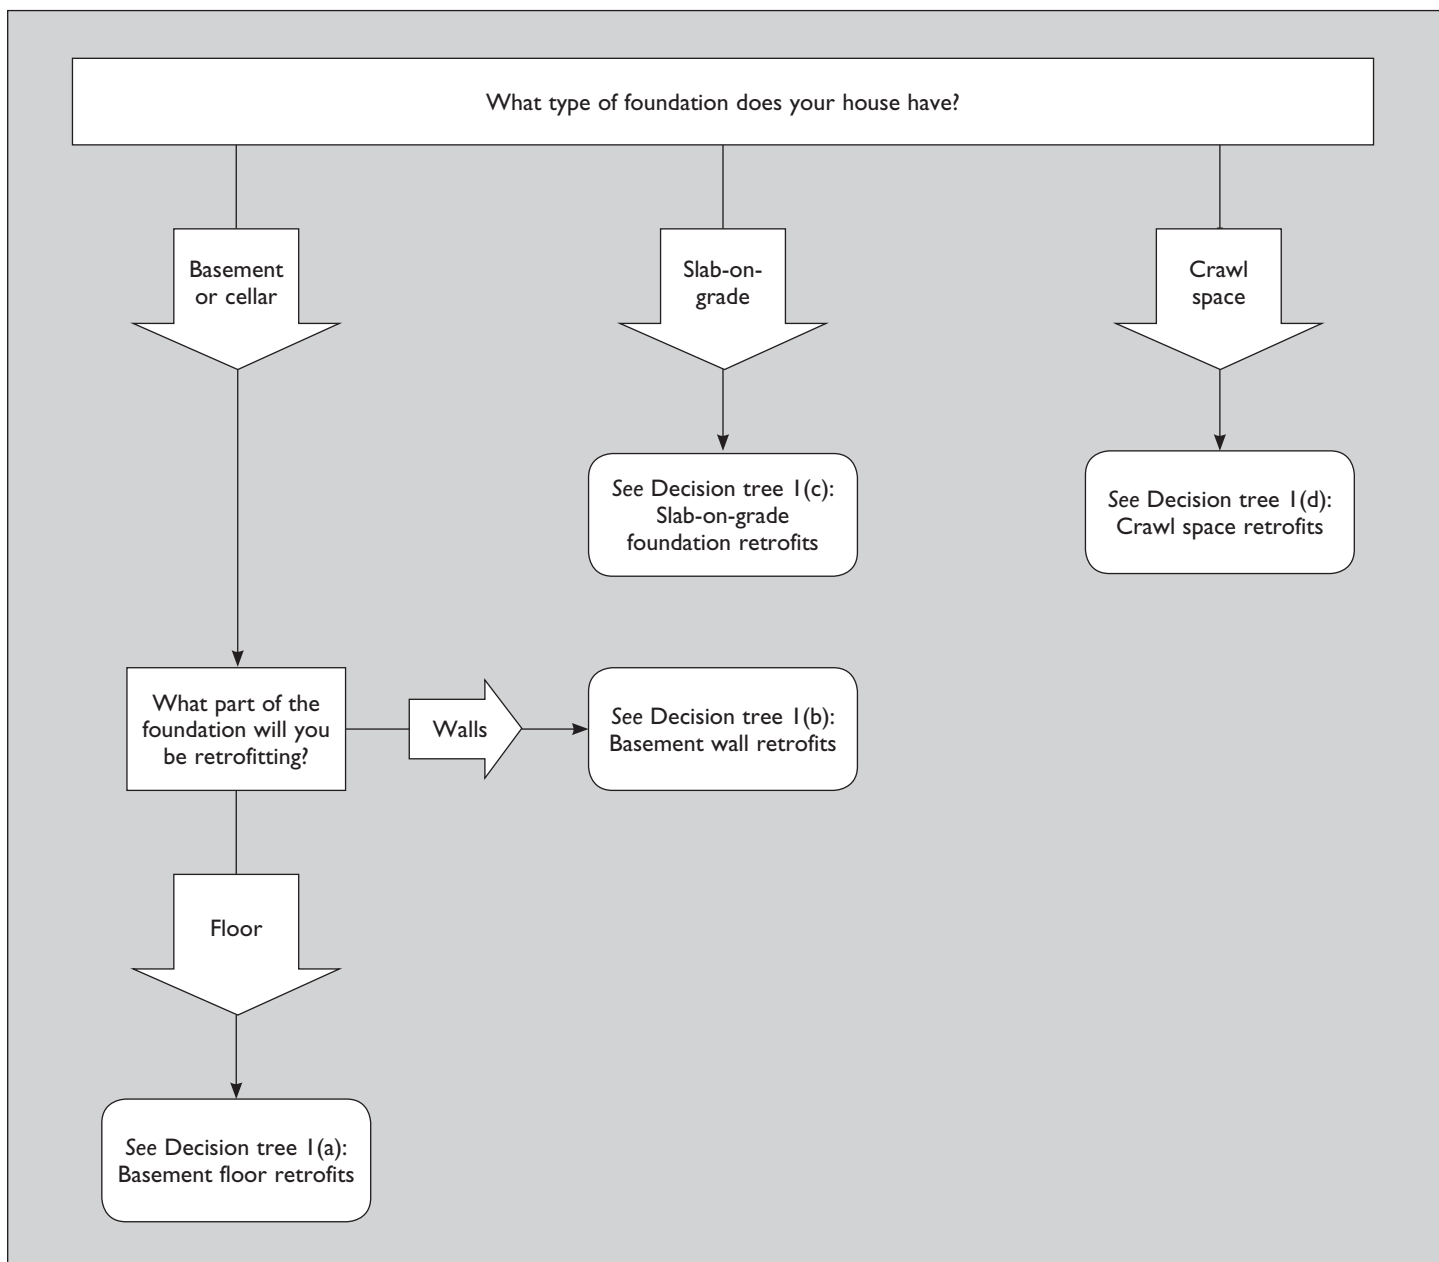 What type of foundation does your house have?
Basement
or cellar
Slab-on-
grade
Crawl
space
See Decision tree 1(c):
Slab-on-grade
foundation retrofits
See Decision tree 1(d):
Crawl space retrofits
What part of the
foundation will you
be retrofitting?
Walls
See Decision tree 1(b):
Basement wall retrofits
Floor
See Decision tree 1(a):
Basement floor retrofits